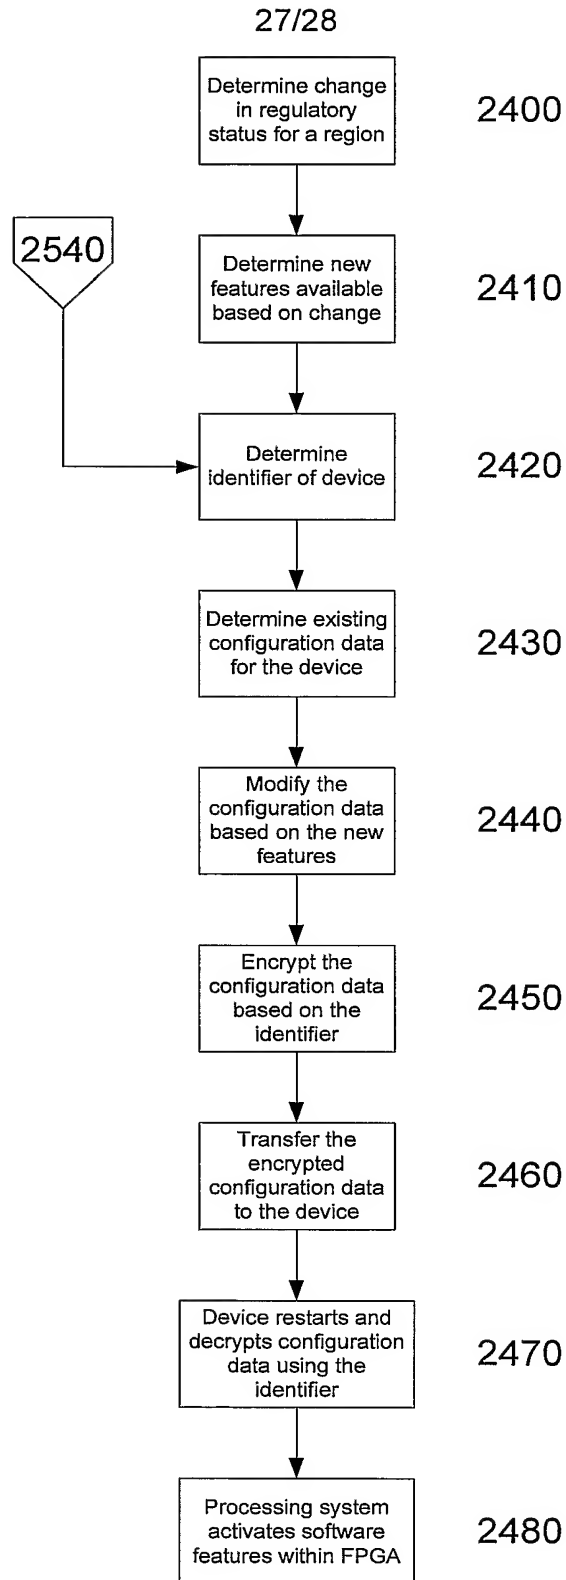 27/28
Determine change
in regulatory
status for a region
2400
2540
Determine new
features available
based on change
2410
Determine
identifier of device
2420
Determine existing
configuration data
for the device
2430
Modify the
configuration data
based on the new
features
2440
Encrypt the
configuration data
based on the
identifier
2450
Transfer the
encrypted
configuration data
to the device
2460
Device restarts and
decrypts configuration
data using the
identifier
2470
Processing system
activates software
features within FPGA
2480